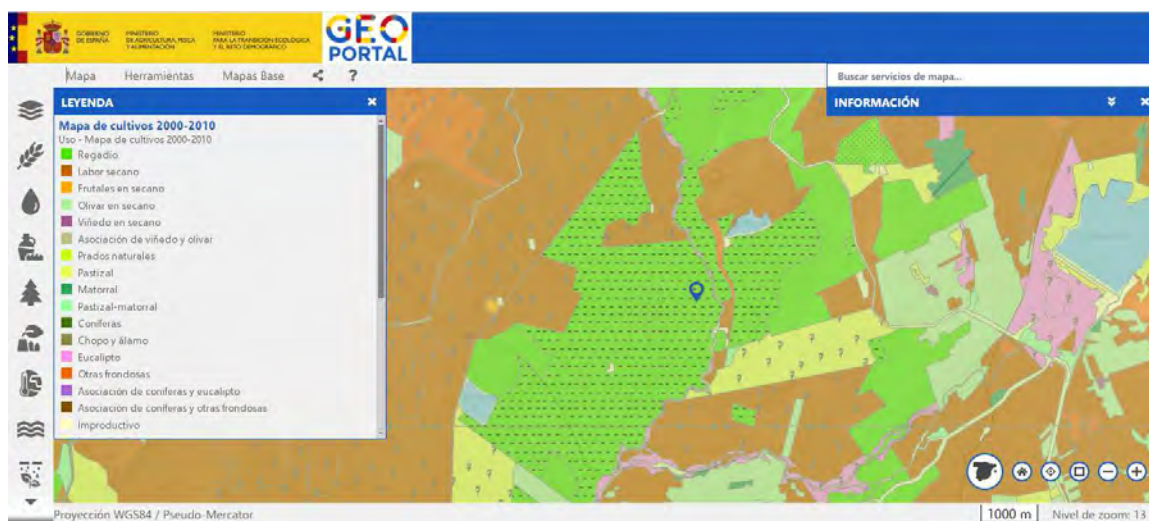 GOBIERNO
DE ESPAÑA
MINISTERIO
DE AGRICULTURA, PESCA
Y ALIMENTACIÓN
MINISTERIO
PARA LA TRANSICIÓN ECOLÓGICA
Y EL RETO DEMOGRÁFICO
GEO
PORTAL
Mapa Herramientas Mapas Base ?
Buscar servicios de mapa...
LEYENDA
INFORMACIÓN
Mapa de cultivos 2000-2010
Uso - Mapa de cultivos 2000-2010
Regadío
Labor secano
Frutales en secano
Olivar en secano
Viñedo en secano
Asociación de viñedo y olivar
Prados naturales
Pastizal
Matorral
Pastizal-matorral
Coníferas
Chopo y álamo
Eucalipto
Otras frondosas
Asociación de coníferas y eucalipto
Asociación de coníferas y otras frondosas
Improductivo
Proyección WGS84 / Pseudo-Mercator
1000 m
Nivel de zoom: 13